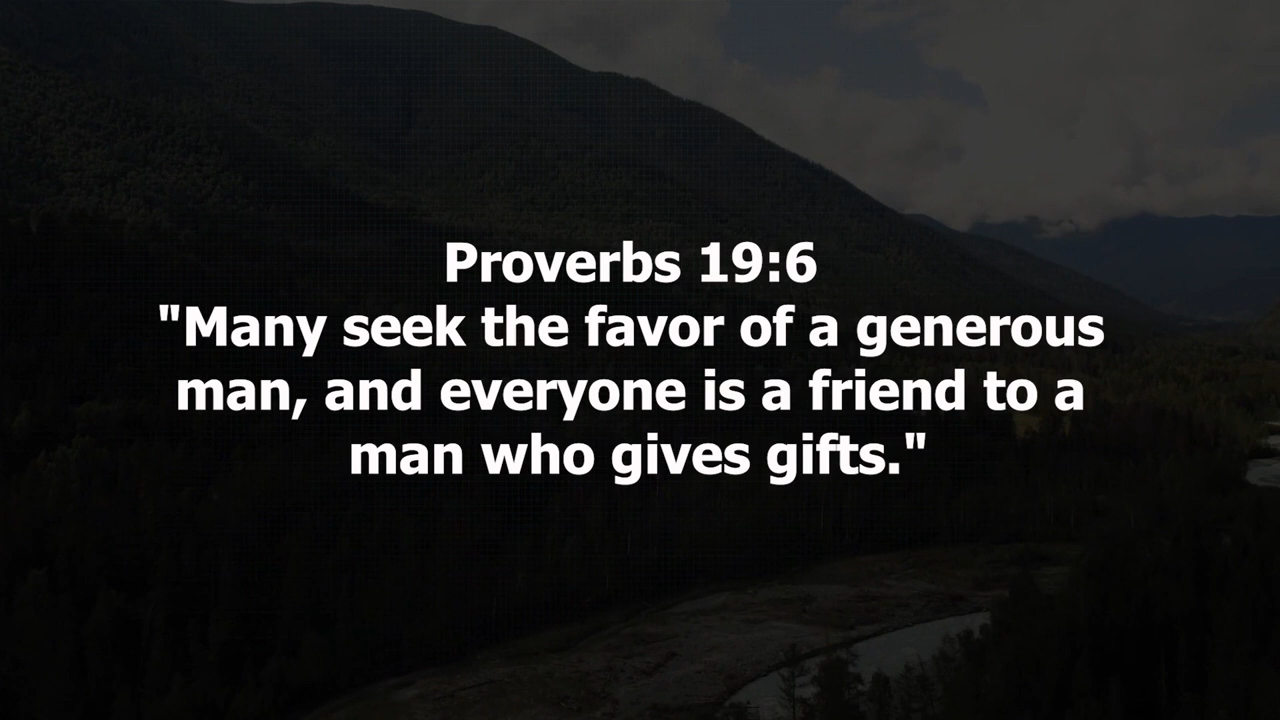 Proverbs 19:6
"Many seek the favor of a generous
man, and everyone is a friend to a
man who gives gifts."